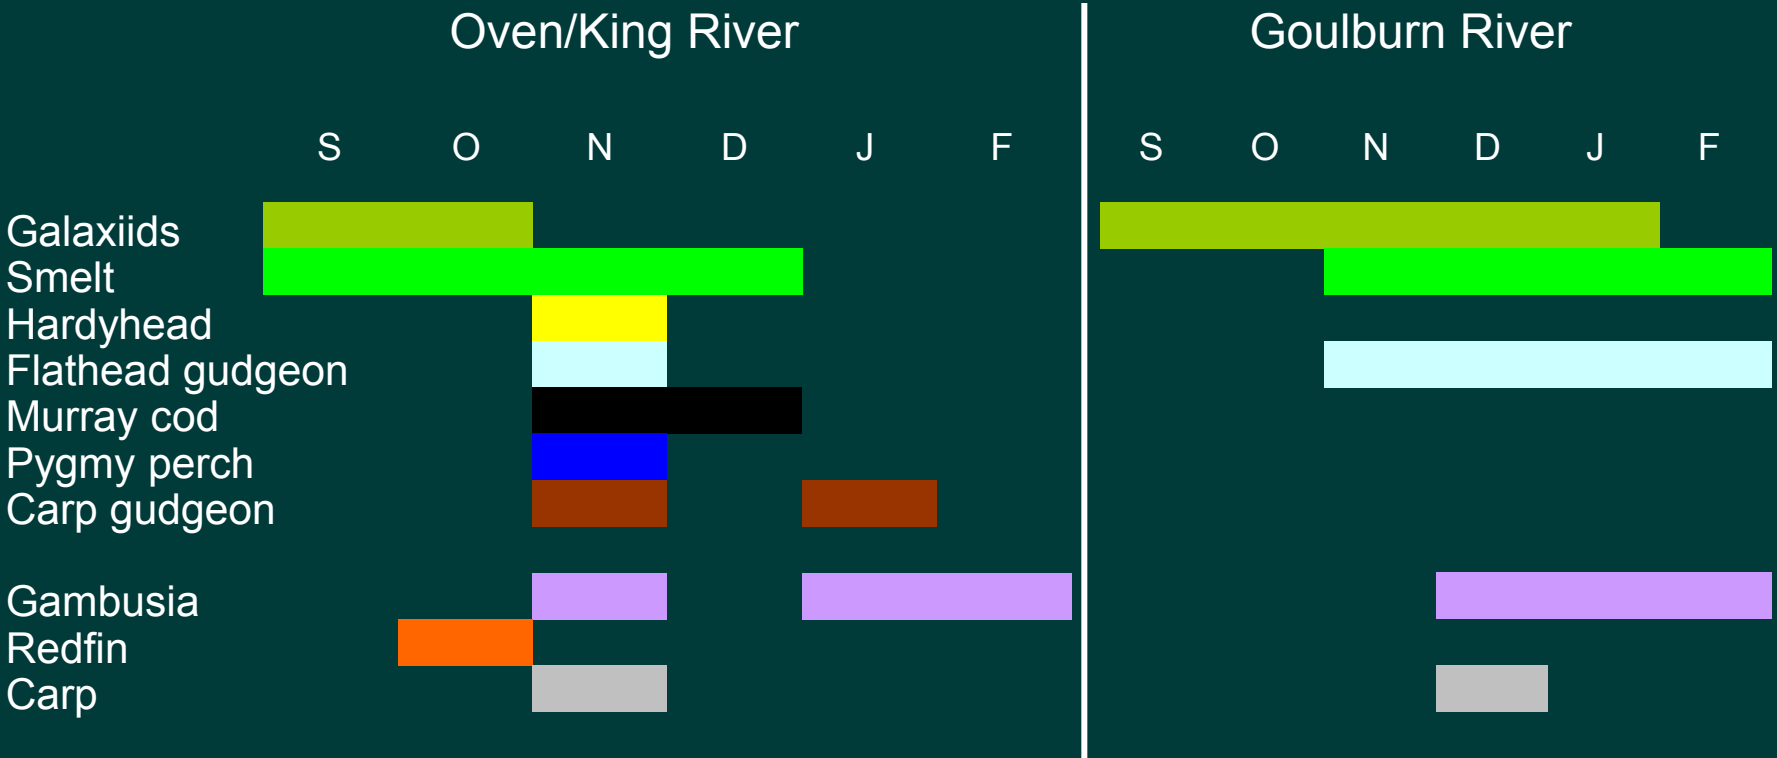 Oven/King River
Goulburn River
S O N D J F
S O N D J F
Galaxiids
Smelt
Hardyhead
Flathead gudgeon
Murray cod
Pygmy perch
Carp gudgeon
Gambusia
Redfin
Carp